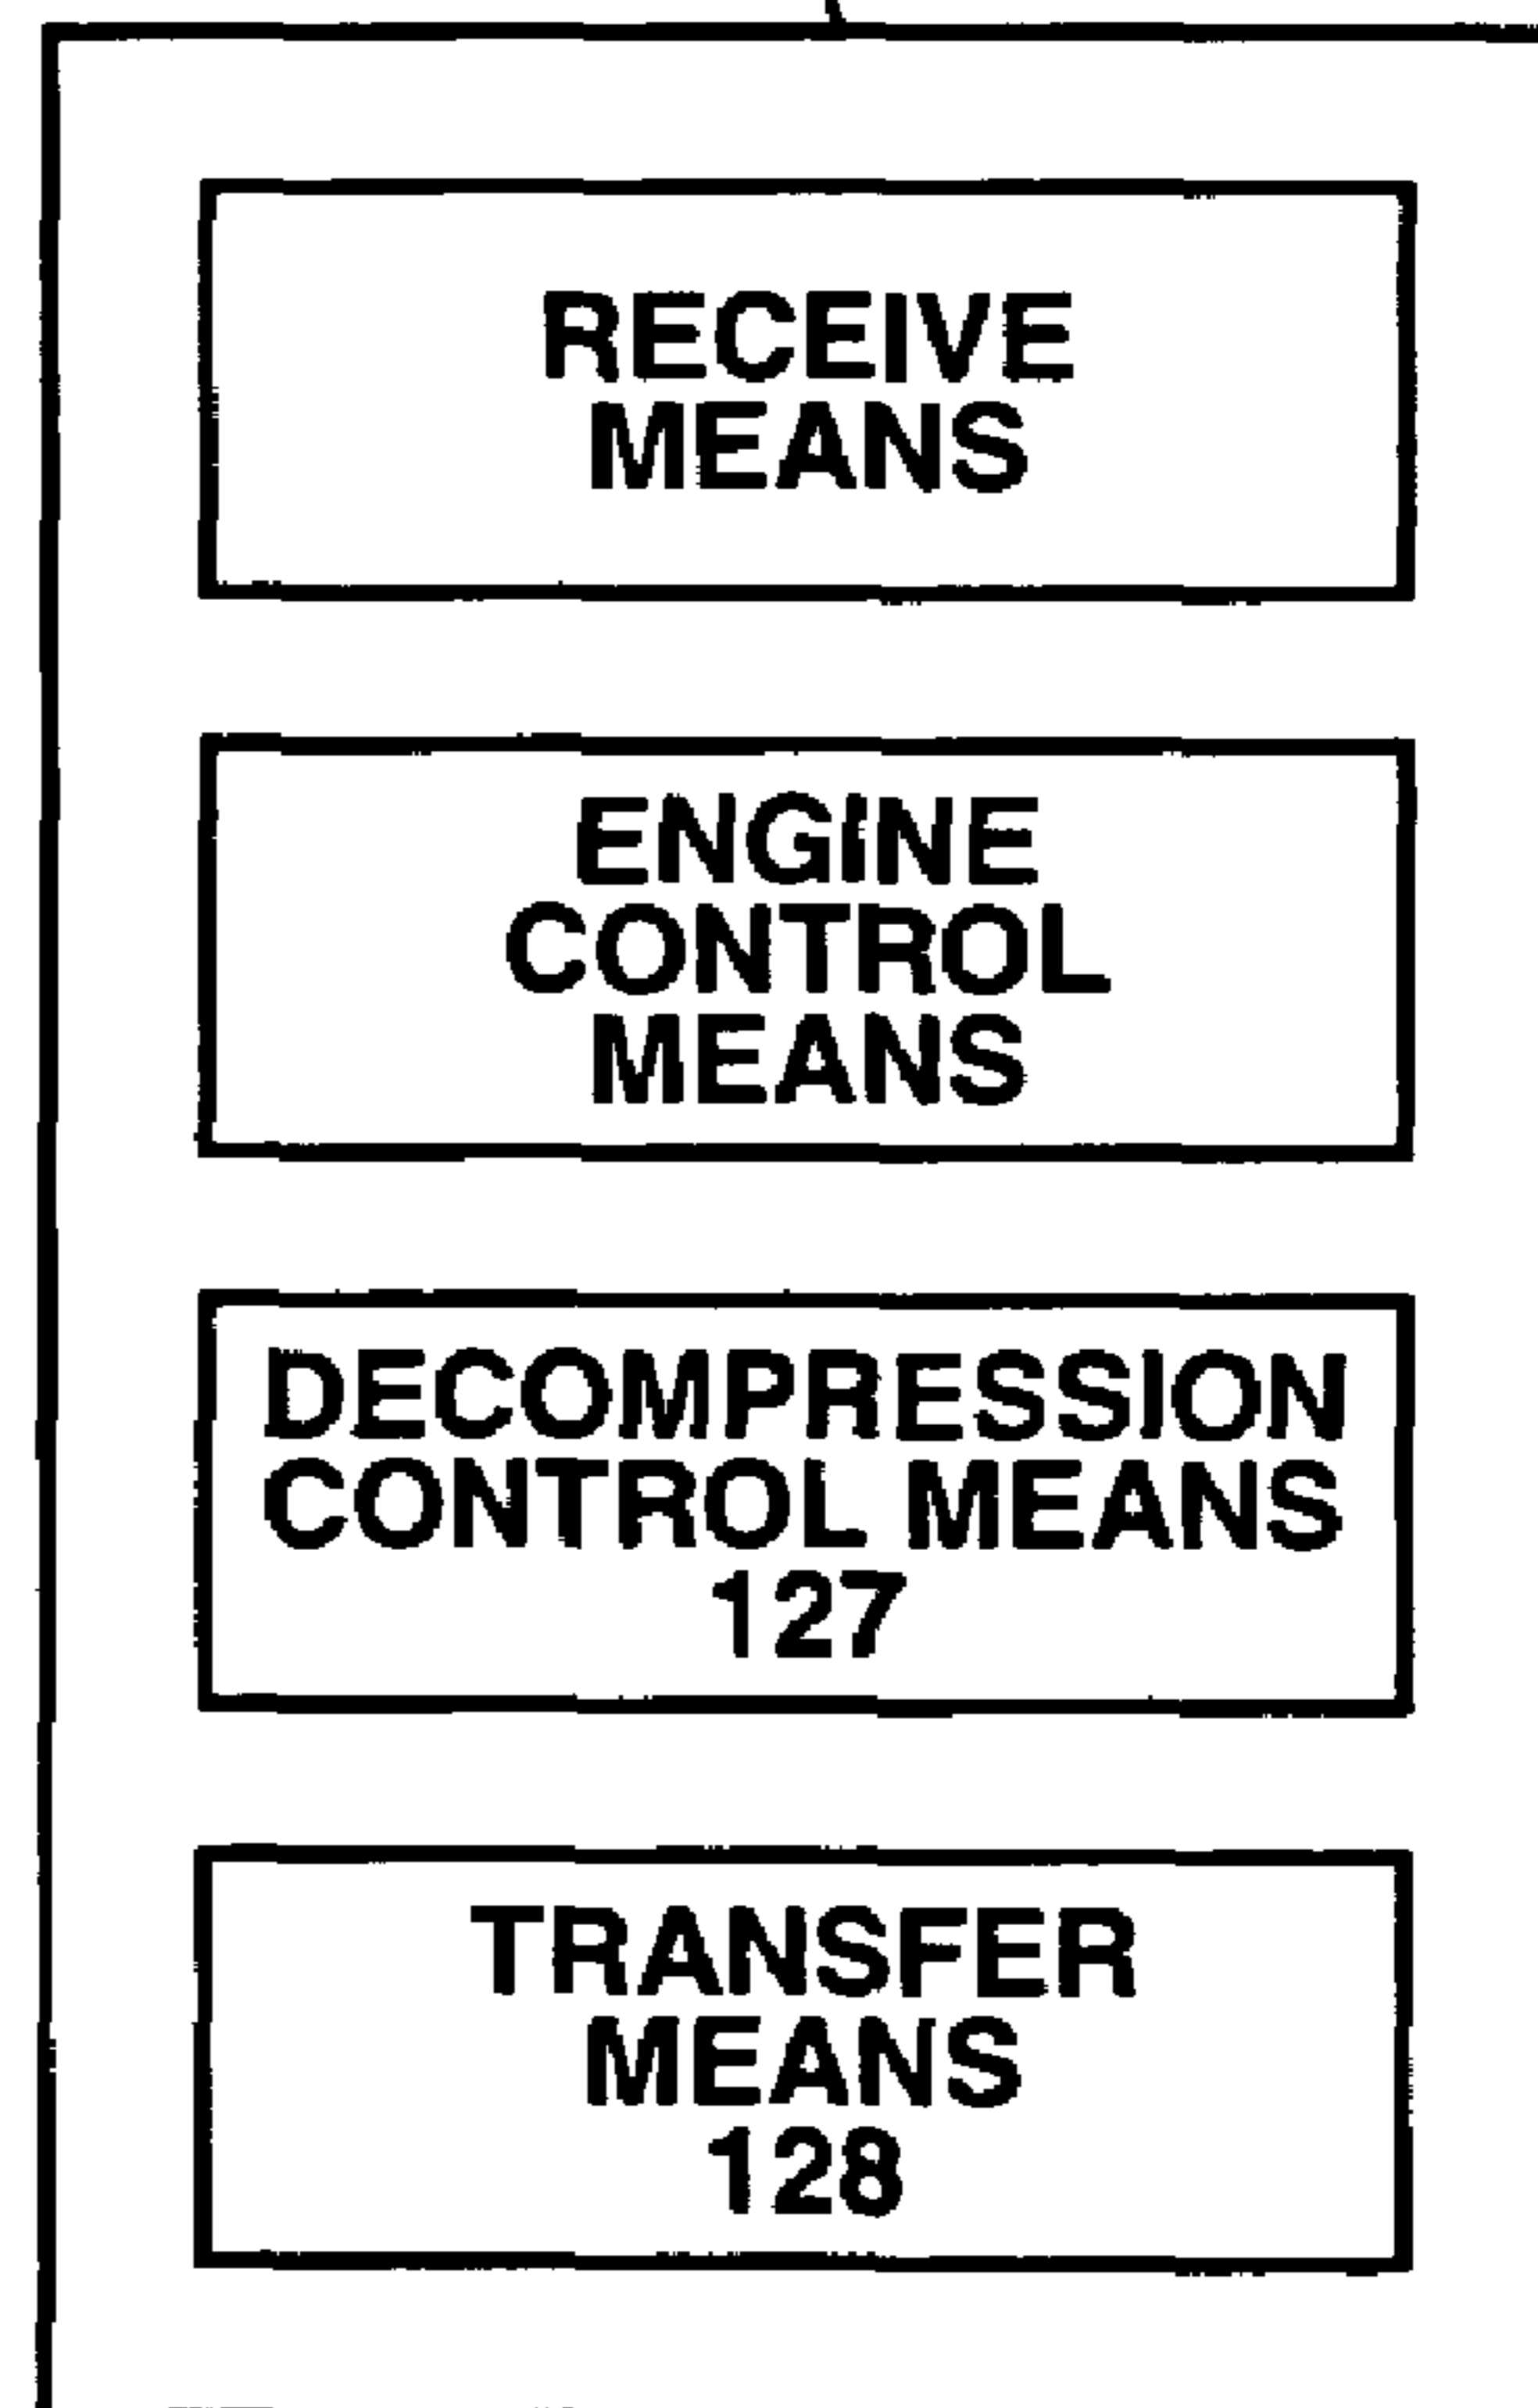 RECEIVE
MEANS
ENGINE
CONTROL
MEANS
DECOMPRESSION
CONTROL MEANS
127
TRANSFER
MEANS
128